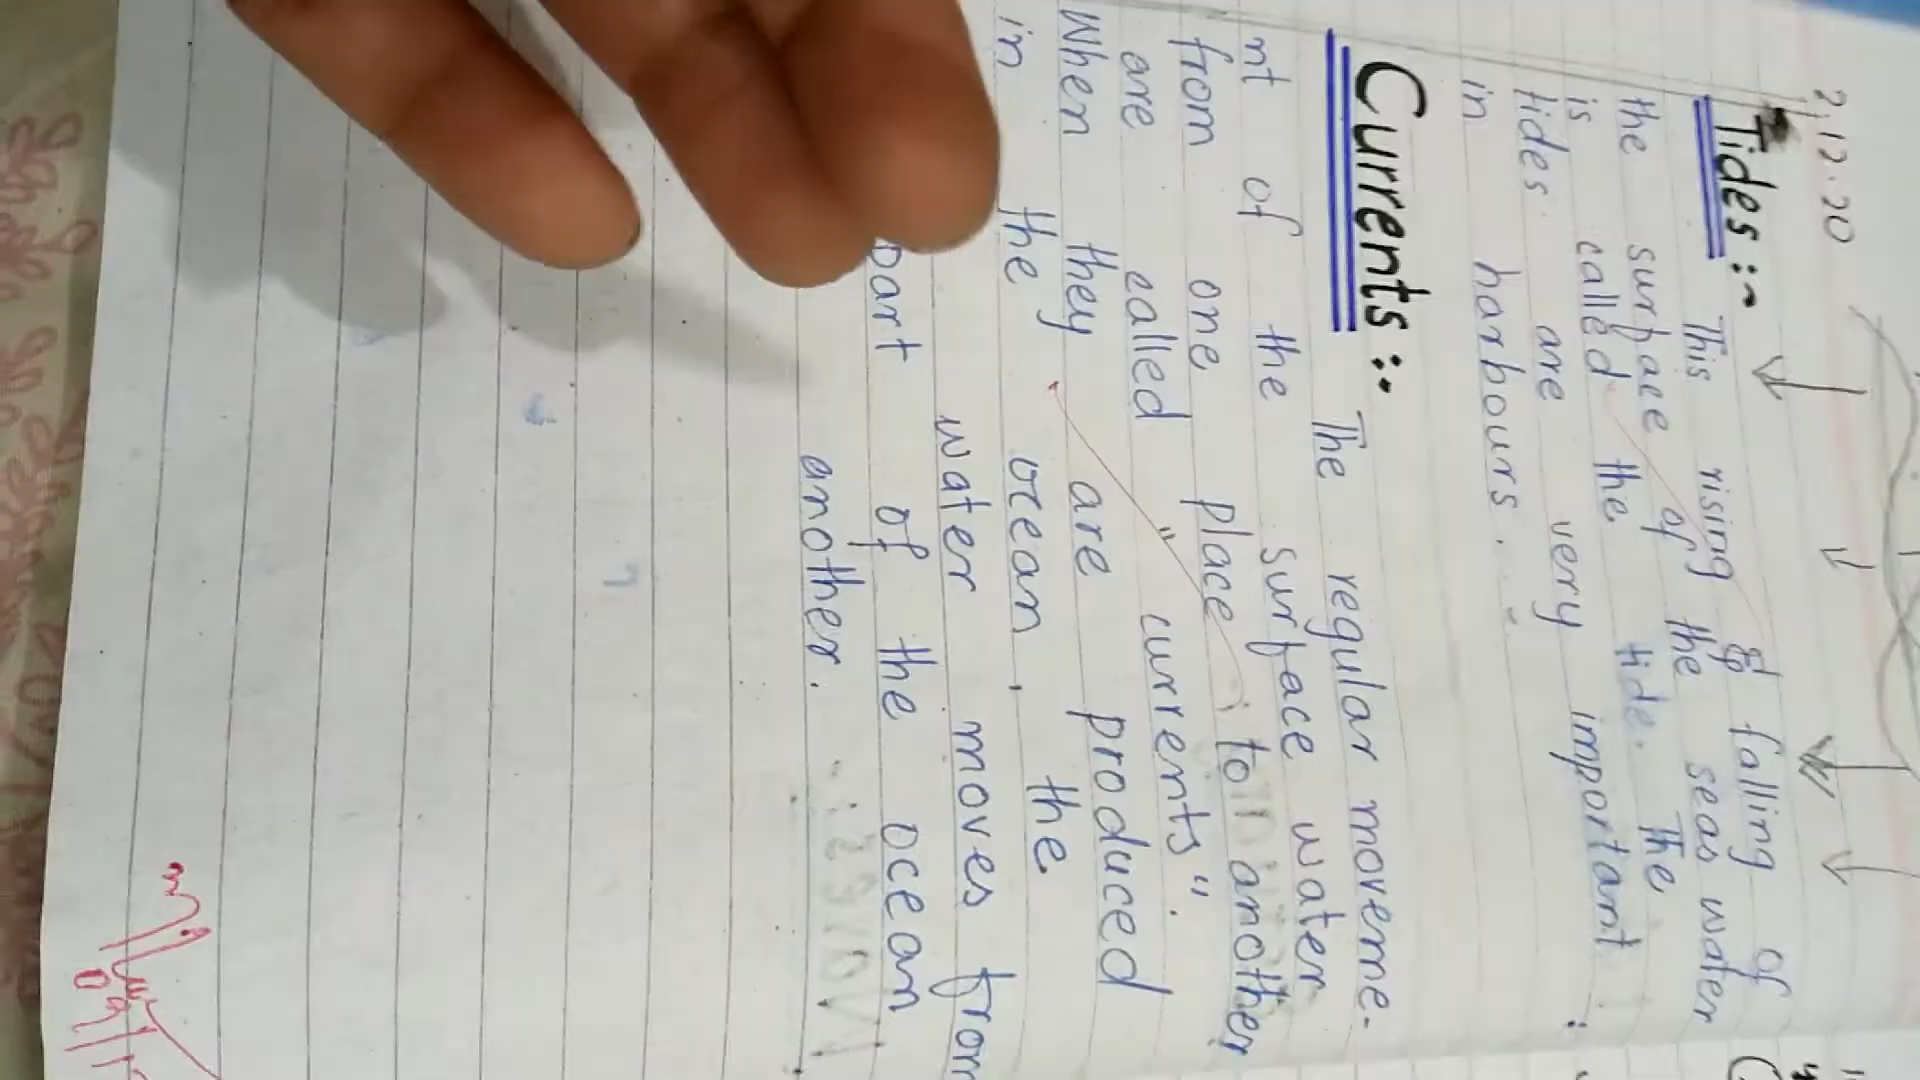 2.12.20
Tides :~ This rising & falling of
the surface of the seas water
is called the tide. The
tides are very important
in harbours.
Currents :- The regular moveme-
nt of the surface water
from one place to another
are called "currents".
When they are produced
in the ocean, the
water moves from
part of the ocean
another.